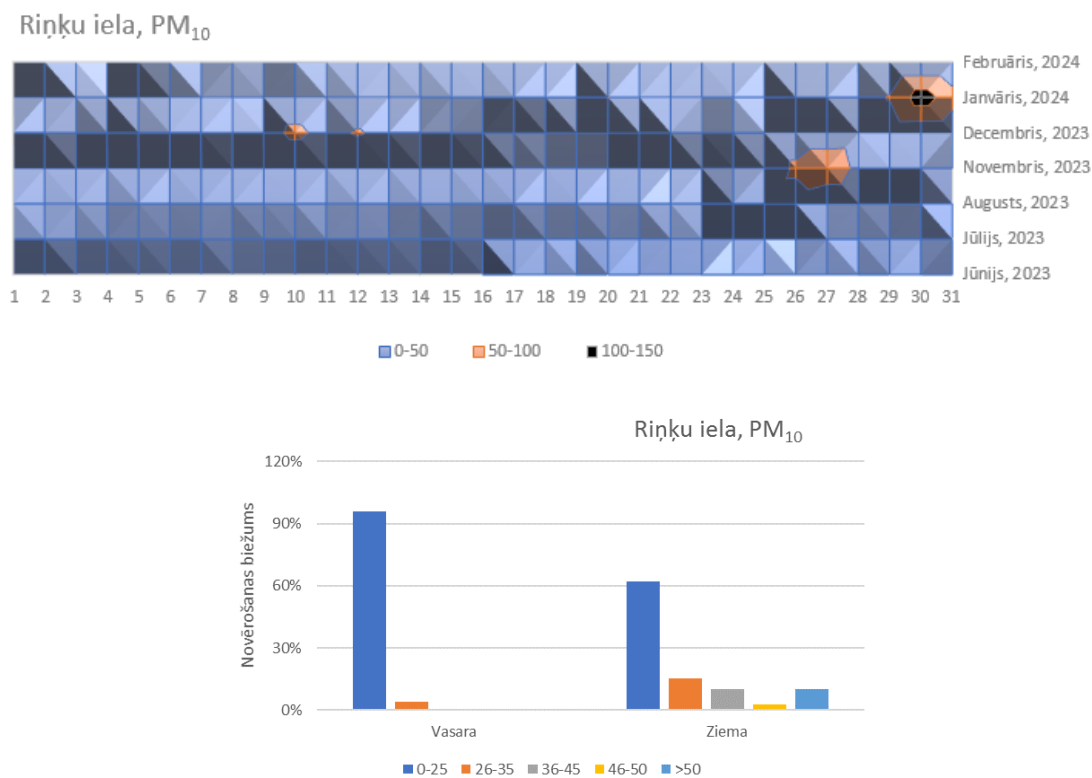 Riņķu iela, PM₁₀
Februāris, 2024
Janvāris, 2024
Decembris, 2023
Novembris, 2023
Augusts, 2023
Jūlijs, 2023
Jūnijs, 2023
1 2 3 4 5 6 7 8 9 10 11 12 13 14 15 16 17 18 19 20 21 22 23 24 25 26 27 28 29 30 31
0-50 50-100 100-150
Riņķu iela, PM₁₀
Novērošanas biežums
120%
90%
60%
30%
0%
Vasara Ziema
0-25 26-35 36-45 46-50 >50